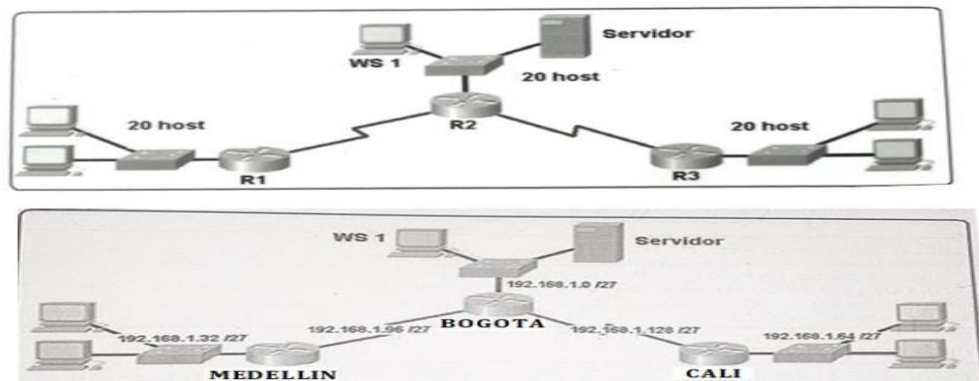 Servidor
WS 1
20 host
R2
20 host
R1
20 host
R3
WS 1
Servidor
192.168.1.0 /27
BOGOTA
192.168.1.96 /27
192.168.1.128 /27
192.168.1.32 /27
192.168.1.64 /27
MEDELLIN
CALI